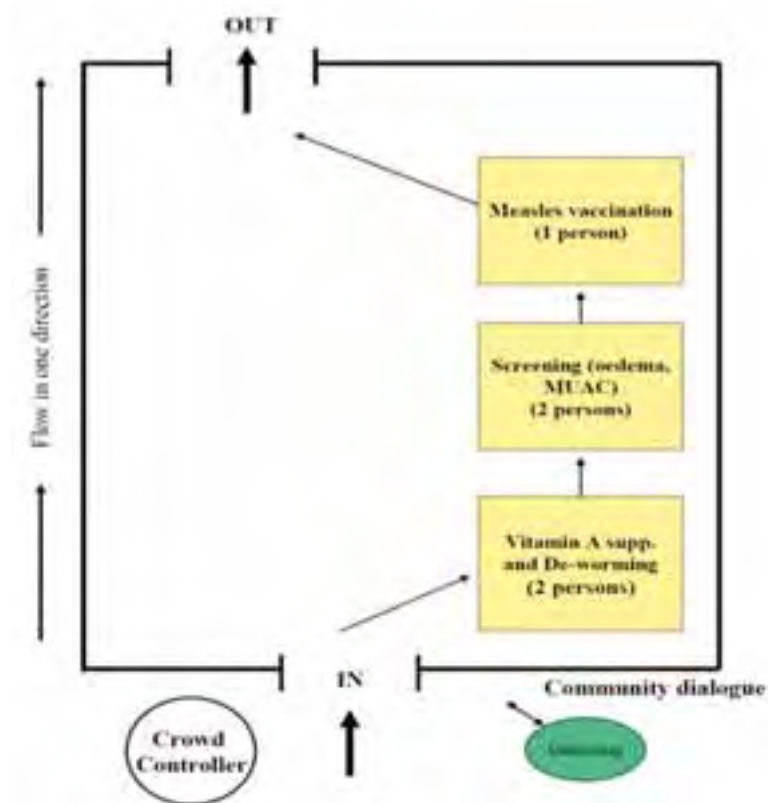 OUT
Measles vaccination
(1 person)
Screening (oedema,
MUAC)
(2 persons)
Vitamin A supp.
and De-worming
(2 persons)
Flow in one direction
IN
Community dialogue
Crowd
Controller